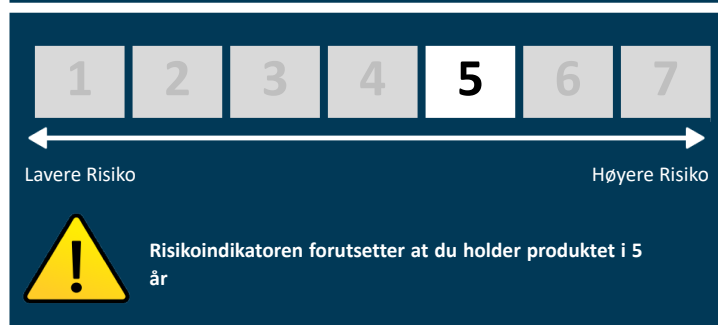 1 2 3 4 5 6 7
Lavere Risiko Høyere Risiko
!
Risikoindikatoren forutsetter at du holder produktet i 5
år